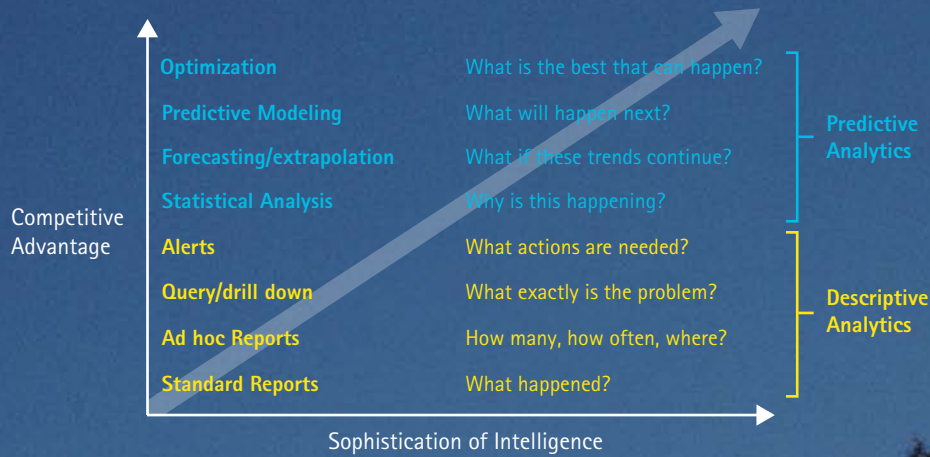 Optimization What is the best that can happen?
Predictive Modeling What will happen next?
Forecasting/extrapolation What if these trends continue?
Statistical Analysis Why is this happening?
Predictive
Analytics
Competitive
Advantage
Alerts What actions are needed?
Query/drill down What exactly is the problem?
Ad hoc Reports How many, how often, where?
Standard Reports What happened?
Descriptive
Analytics
Sophistication of Intelligence